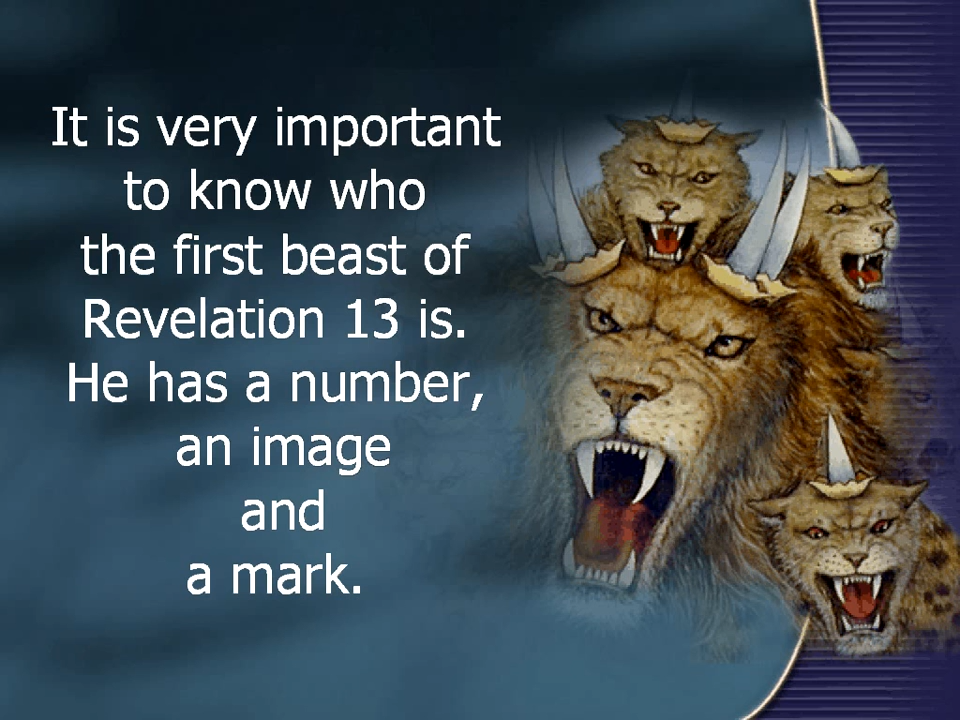 It is very important
to know who
the first beast of
Revelation 13 is.
He has a number,
an image
and
a mark.